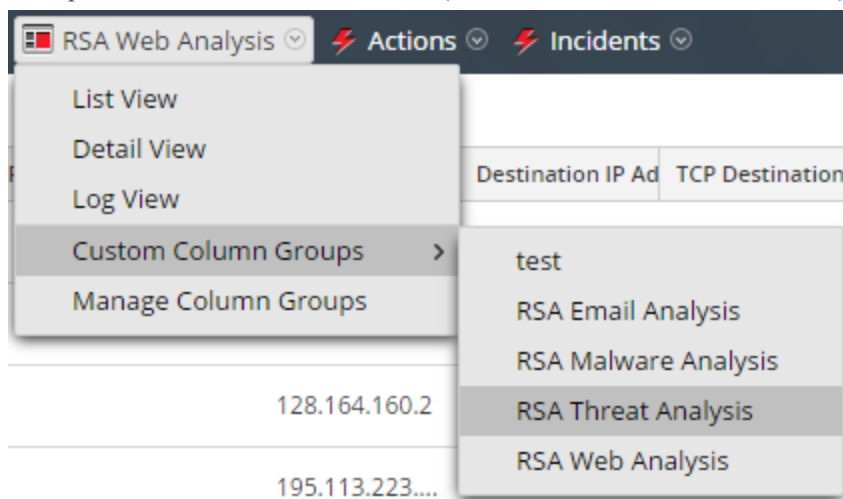 RSA Web Analysis Actions Incidents
List View
Detail View
Log View
Custom Column Groups >
Manage Column Groups
Destination IP Ad TCP Destination
test
RSA Email Analysis
RSA Malware Analysis
RSA Threat Analysis
RSA Web Analysis
128.164.160.2
195.113.223....